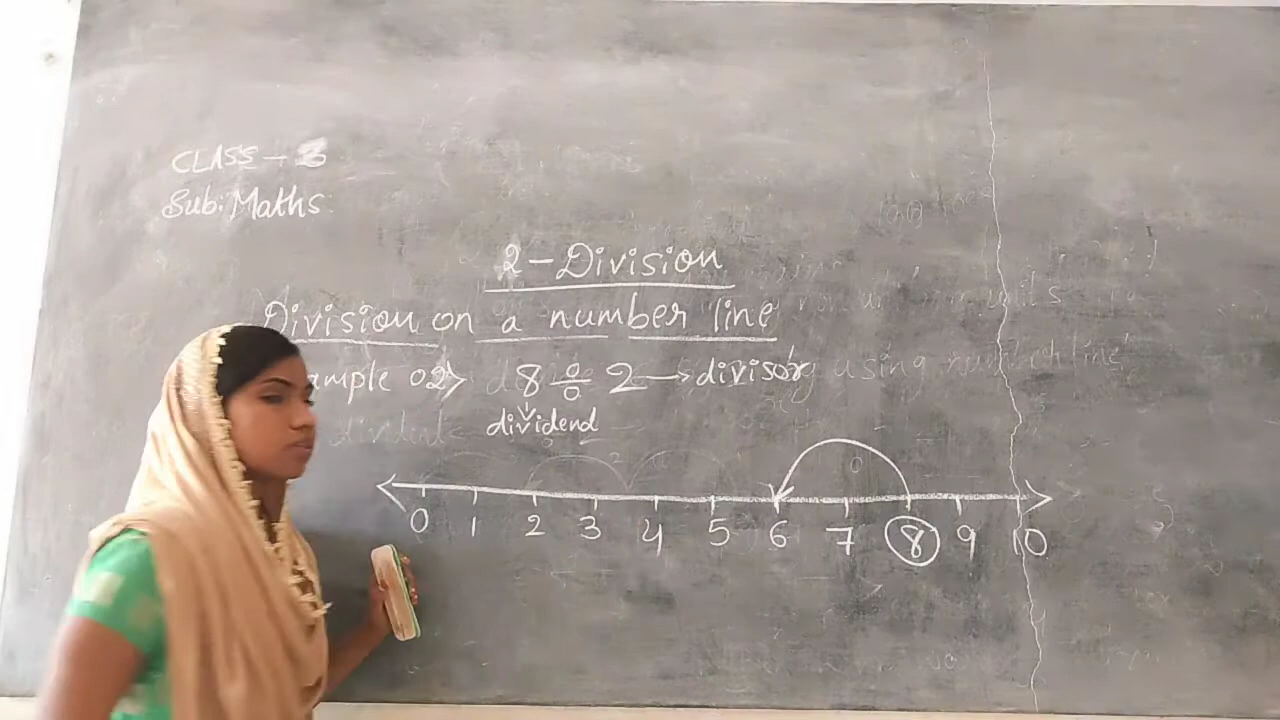 CLASS - 3
Sub: Maths
2 - Division
Division on a number line
ample 02> 8 ÷ 2 → divisor
dividend
0 1 2 3 4 5 6 7 8 9 10